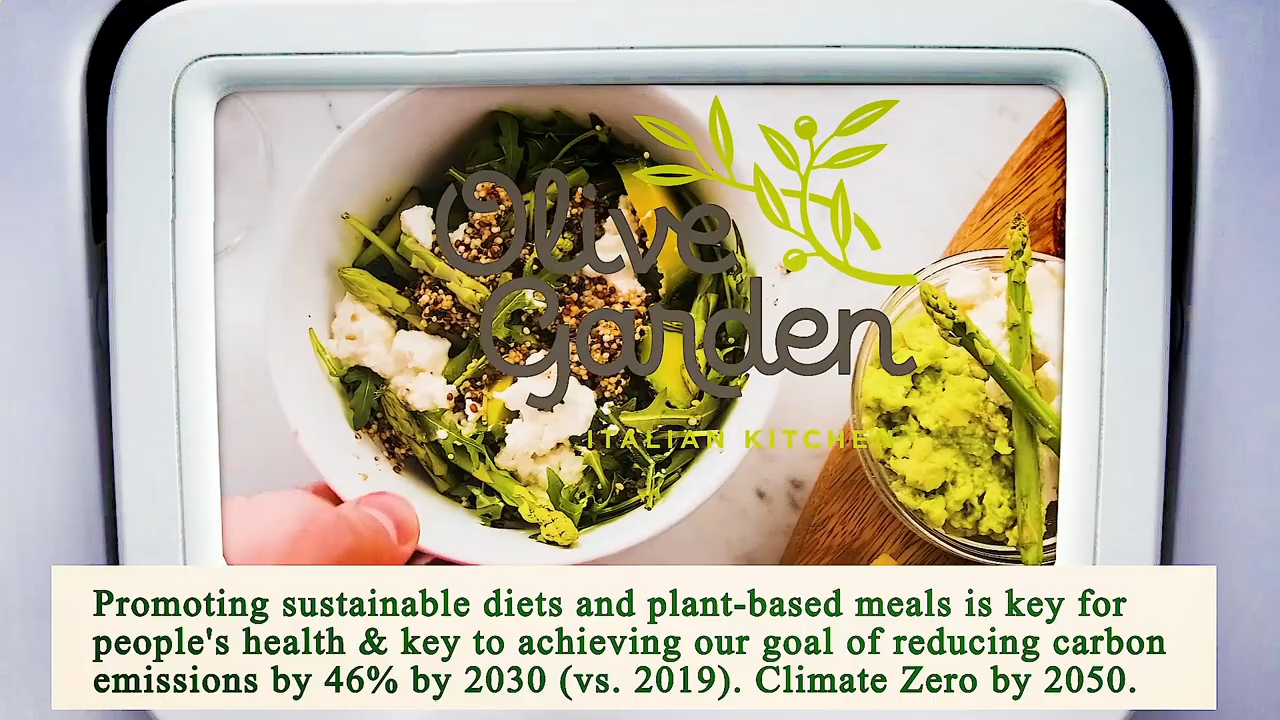 Olive
Garden
ITALIAN KITCHEN
Promoting sustainable diets and plant-based meals is key for
people's health & key to achieving our goal of reducing carbon
emissions by 46% by 2030 (vs. 2019). Climate Zero by 2050.